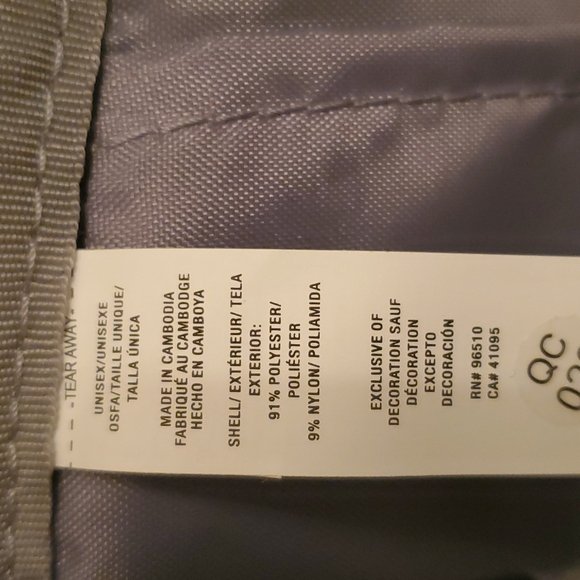 -TEAR AWAY-
UNISEX/UNISEXE
OSFA/TAILLE UNIQUE/
TALLA ÚNICA
MADE IN CAMBODIA
FABRIQUÉ AU CAMBODGE
HECHO EN CAMBOYA
SHELL/ EXTÉRIEUR/ TELA
EXTERIOR:
91% POLYESTER/
POLIÉSTER
9% NYLON/ POLIAMIDA
EXCLUSIVE OF
DECORATION SAUF
DÉCORATION
EXCEPTO
DECORACIÓN
RN# 96510
CA# 41095
QC